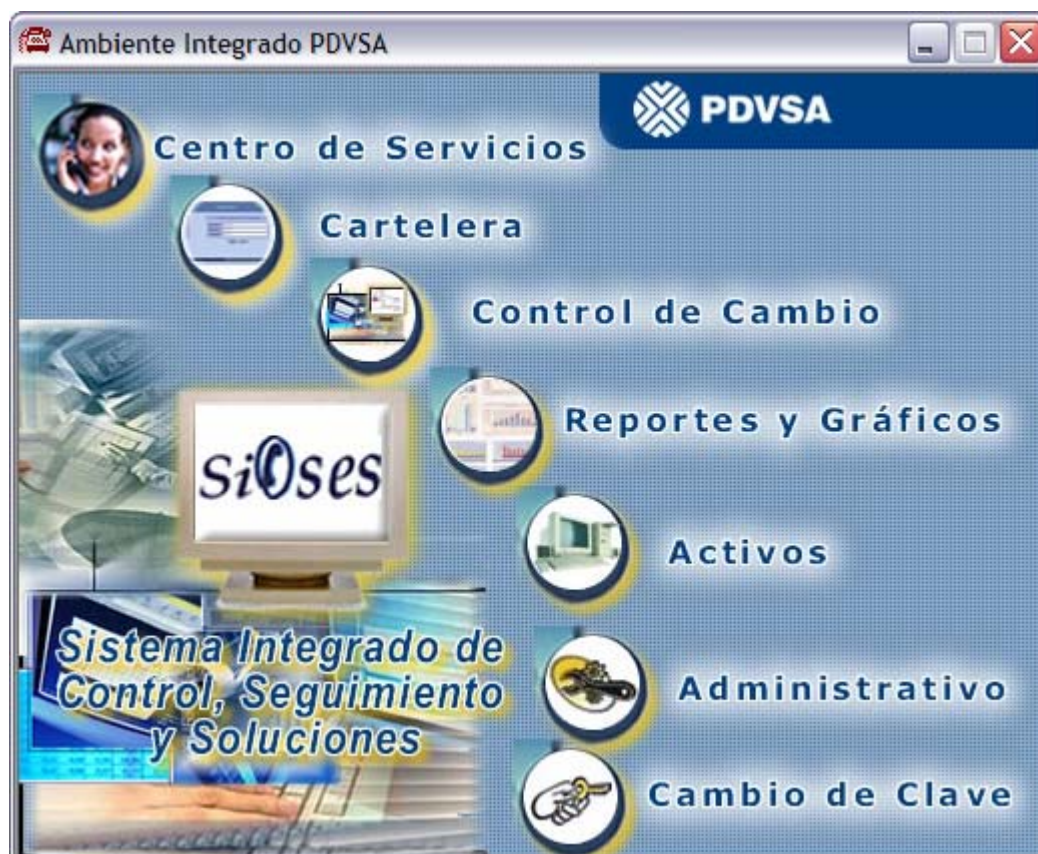 Ambiente Integrado PDVSA
PDVSA
Centro de Servicios
Cartelera
Control de Cambio
Reportes y Gráficos
SiOses
Activos
Sistema Integrado de
Control, Seguimiento
y Soluciones
Administrativo
Cambio de Clave